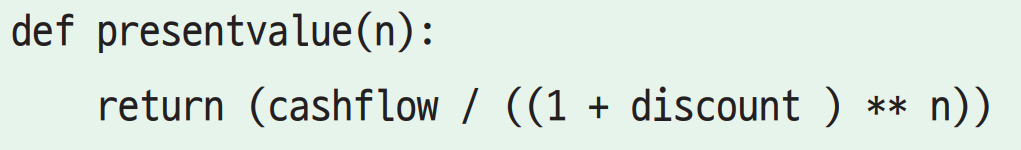 def presentvalue(n):
    return (cashflow / ((1 + discount ) ** n))